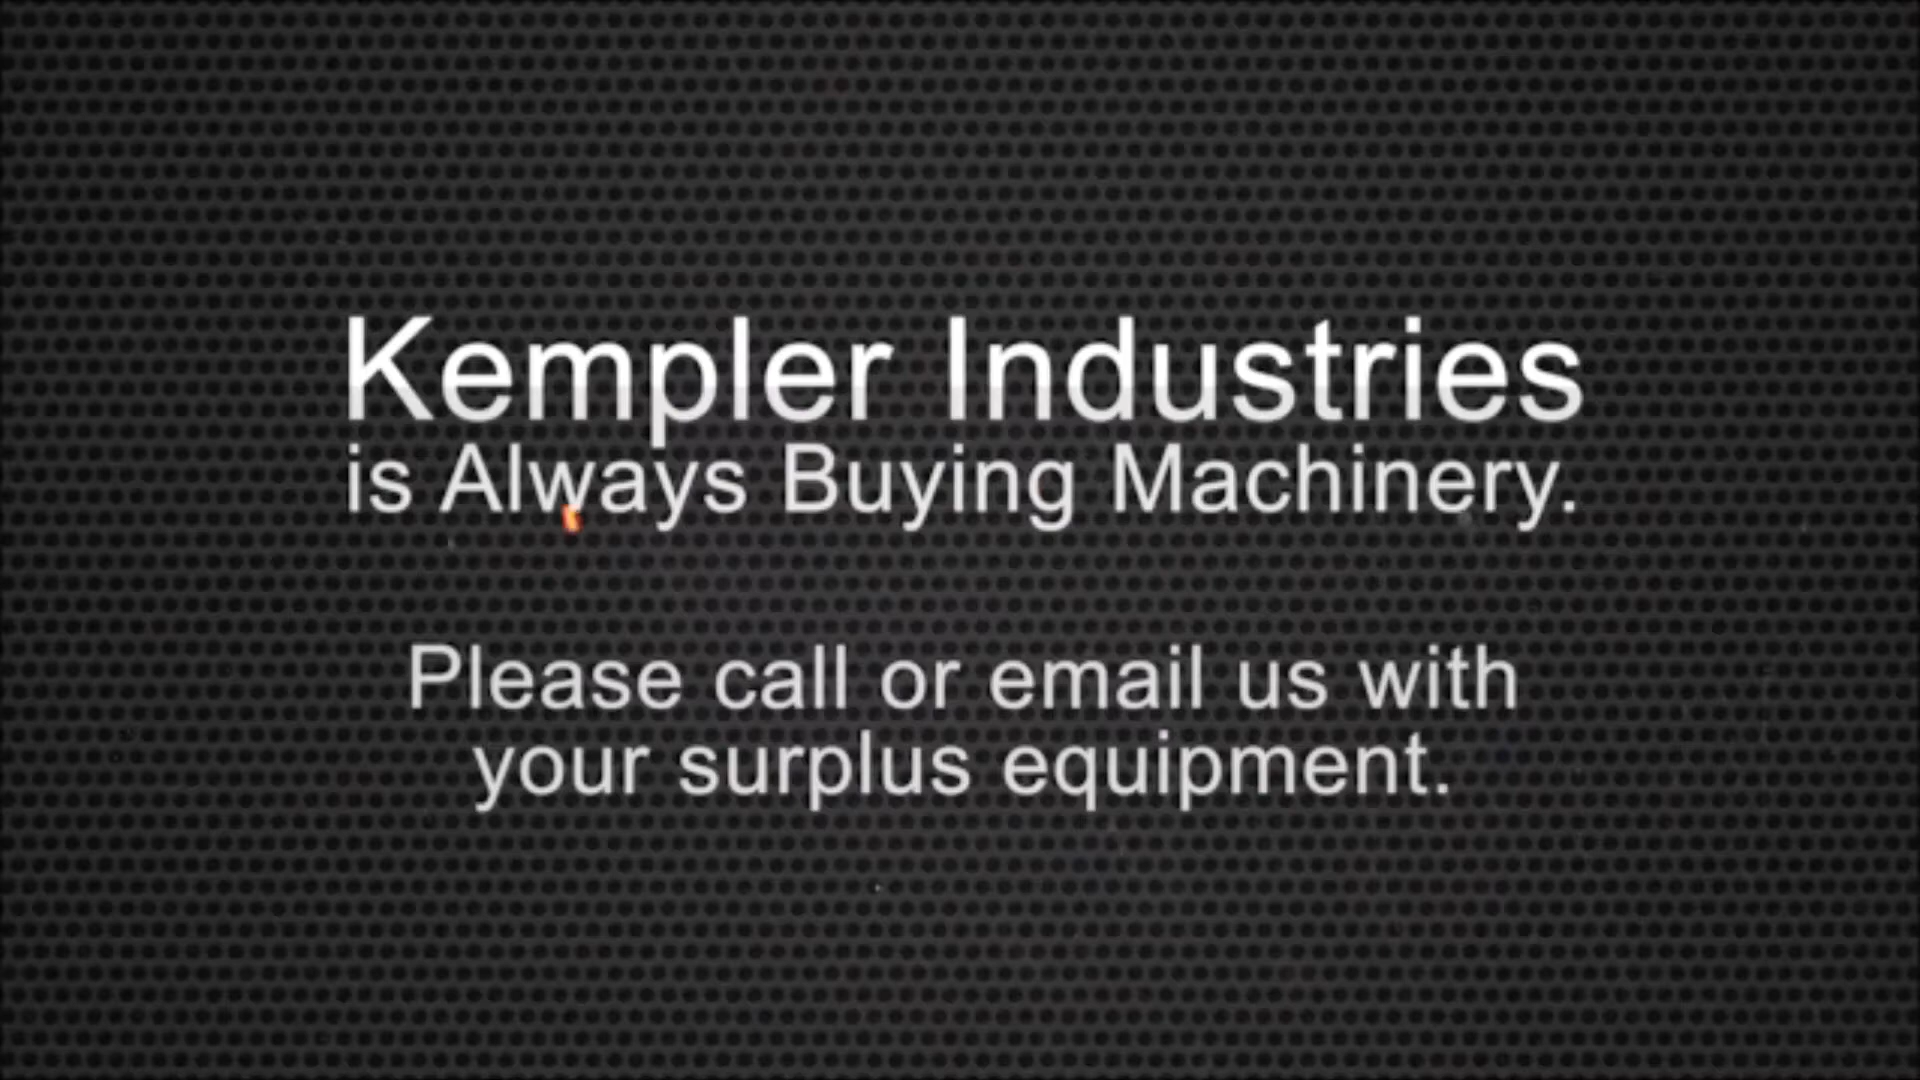 Kempler Industries
is Always Buying Machinery.
Please call or email us with
your surplus equipment.